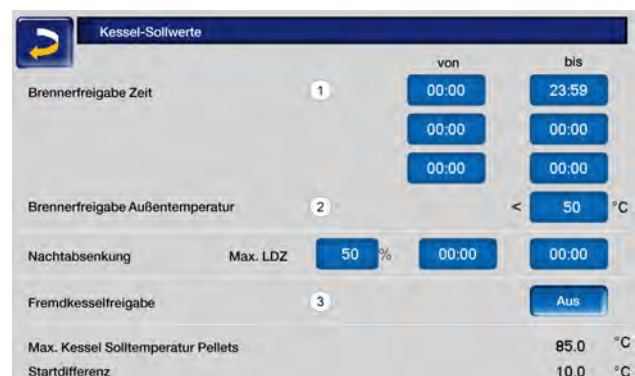 Kessel-Sollwerte
von bis
Brennerfreigabe Zeit 1 00:00 23:59
00:00 00:00
00:00 00:00
Brennerfreigabe Außentemperatur 2 < 50 °C
Nachtabsenkung Max. LDZ 50 % 00:00 00:00
Fremdkesselfreigabe 3 Aus
Max. Kessel Solltemperatur Pellets 85.0 °C
Startdifferenz 10.0 °C